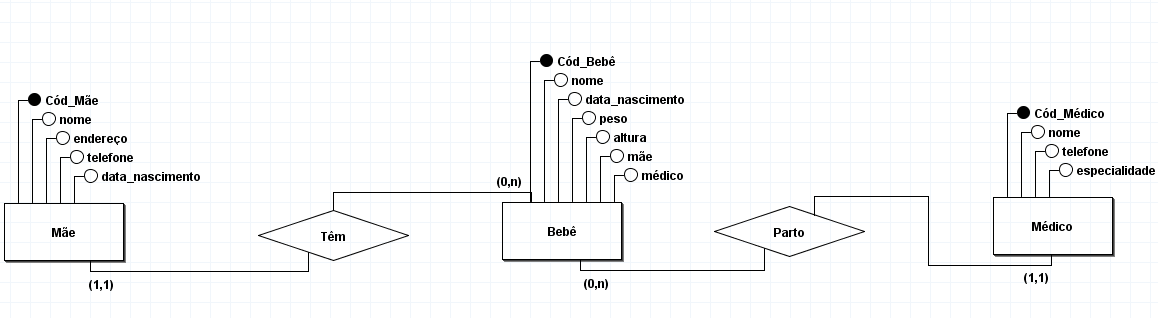 Cód_Mãe
nome
endereço
telefone
data_nascimento
Mãe
(1,1)
Têm
(0,n)
Cód_Bebê
nome
data_nascimento
peso
altura
mãe
médico
Bebê
(0,n)
Parto
Cód_Médico
nome
telefone
especialidade
Médico
(1,1)